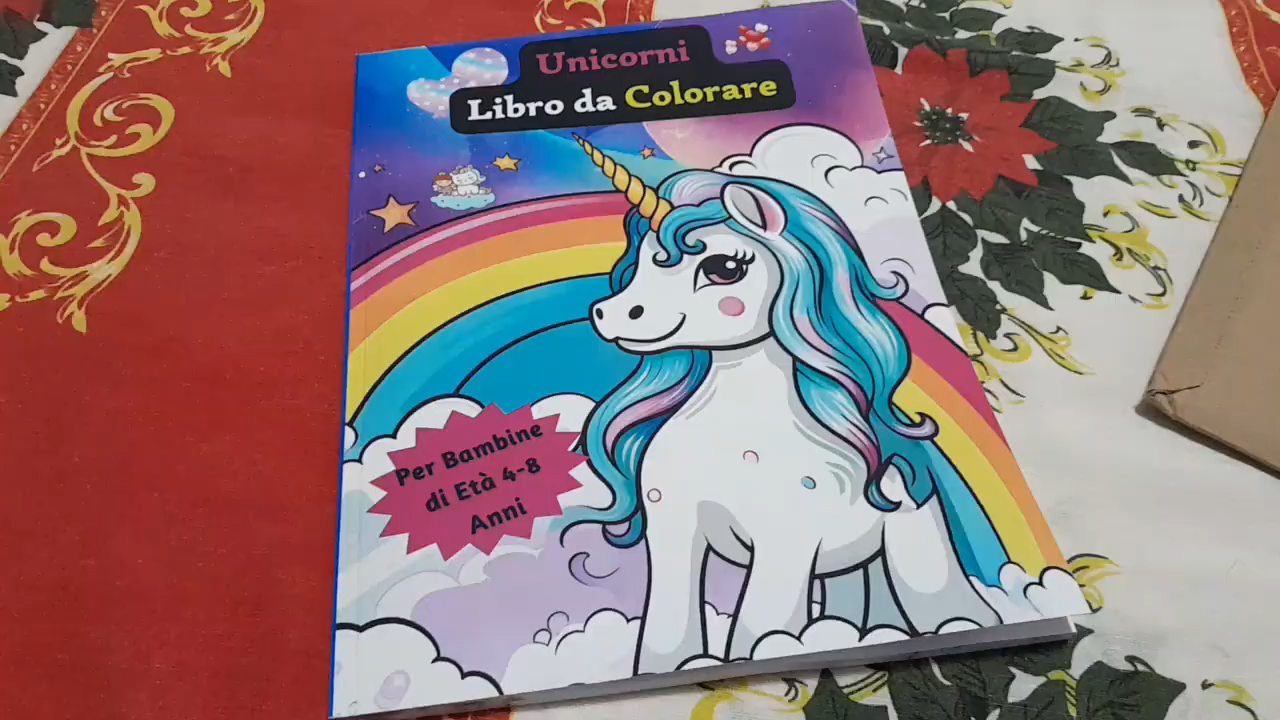 Unicorni
Libro da Colorare
Per Bambine
di Età 4-8
Anni